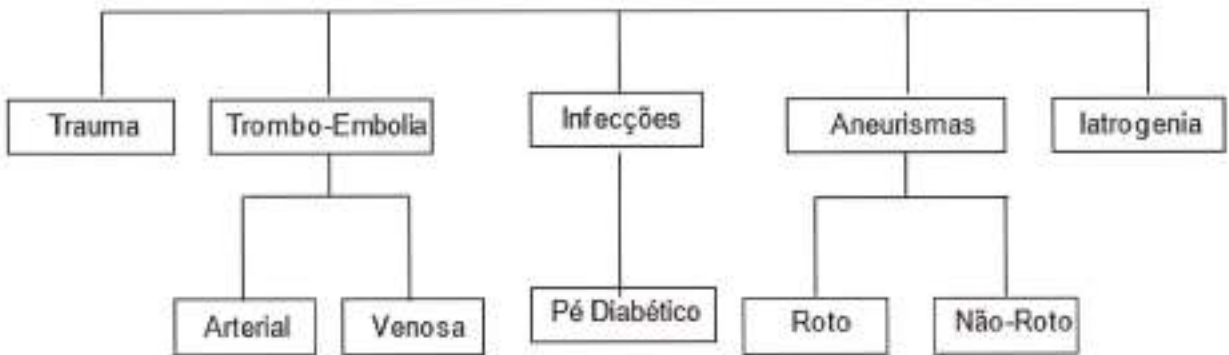 Trauma
Trombo-Embolia
Infecções
Aneurismas
Iatrogenia
Arterial
Venosa
Pé Diabético
Roto
Não-Roto